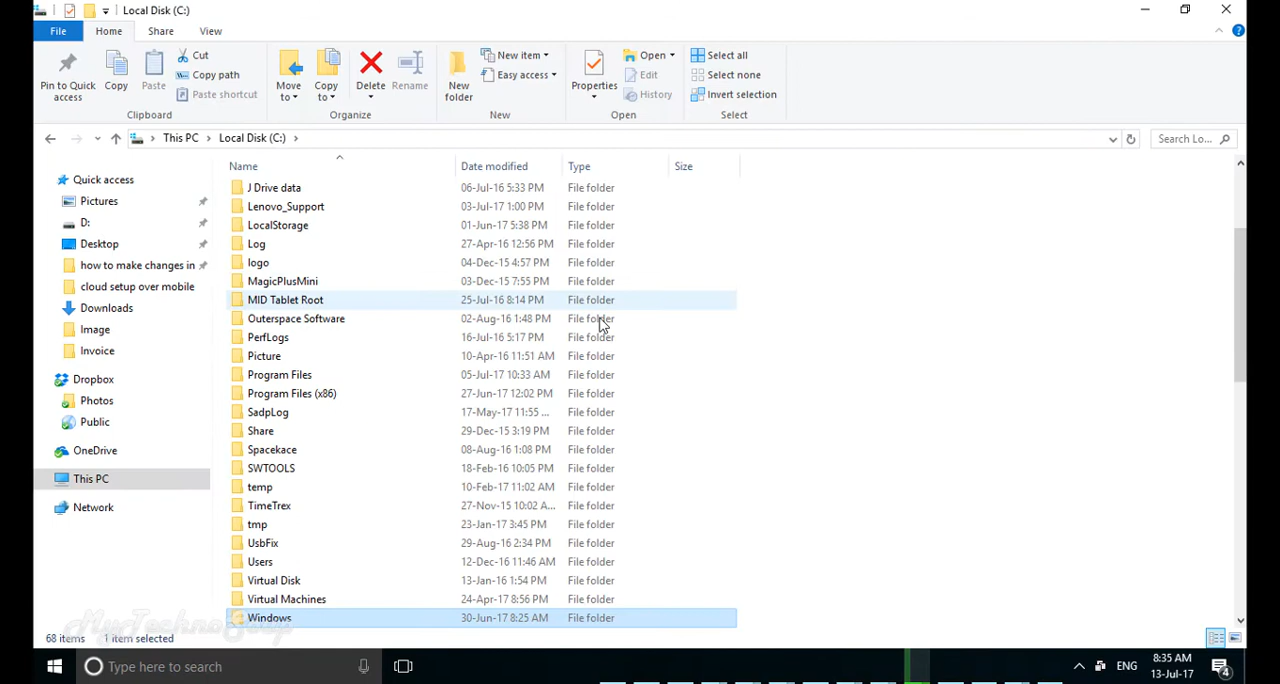 Local Disk (C:)
File Home Share View
Pin to Quick access
Copy
Paste
Cut
Copy path
Paste shortcut
Clipboard
Move to
Copy to
Delete
Rename
Organize
New folder
New item
Easy access
New
Properties
Open
Edit
History
Open
Select all
Select none
Invert selection
Select
This PC Local Disk (C:)
Search Lo...
Quick access
Pictures
D:
Desktop
how to make changes in
cloud setup over mobile
Downloads
Image
Invoice
Dropbox
Photos
Public
OneDrive
This PC
Network
Name Date modified Type Size
J Drive data 06-Jul-16 5:33 PM File folder
Lenovo_Support 03-Jul-17 1:00 PM File folder
LocalStorage 01-Jun-17 5:38 PM File folder
Log 27-Apr-16 12:56 PM File folder
logo 04-Dec-15 4:57 PM File folder
MagicPlusMini 03-Dec-15 7:55 PM File folder
MID Tablet Root 25-Jul-16 8:14 PM File folder
Outerspace Software 02-Aug-16 1:48 PM File folder
PerfLogs 16-Jul-16 5:17 PM File folder
Picture 10-Apr-16 11:51 AM File folder
Program Files 05-Jul-17 10:33 AM File folder
Program Files (x86) 27-Jun-17 12:02 PM File folder
SadpLog 17-May-17 11:55 ... File folder
Share 29-Dec-15 3:19 PM File folder
Spacekace 08-Aug-16 1:08 PM File folder
SWTOOLS 18-Feb-16 10:05 PM File folder
temp 10-Feb-17 11:02 AM File folder
TimeTrex 27-Nov-15 10:02 A... File folder
tmp 23-Jan-17 3:45 PM File folder
UsbFix 29-Aug-16 2:34 PM File folder
Users 12-Dec-16 11:46 AM File folder
Virtual Disk 13-Jan-16 1:54 PM File folder
Virtual Machines 24-Apr-17 8:56 PM File folder
Windows 30-Jun-17 8:25 AM File folder
68 items 1 item selected
Type here to search
ENG
8:35 AM
13-Jul-17
4